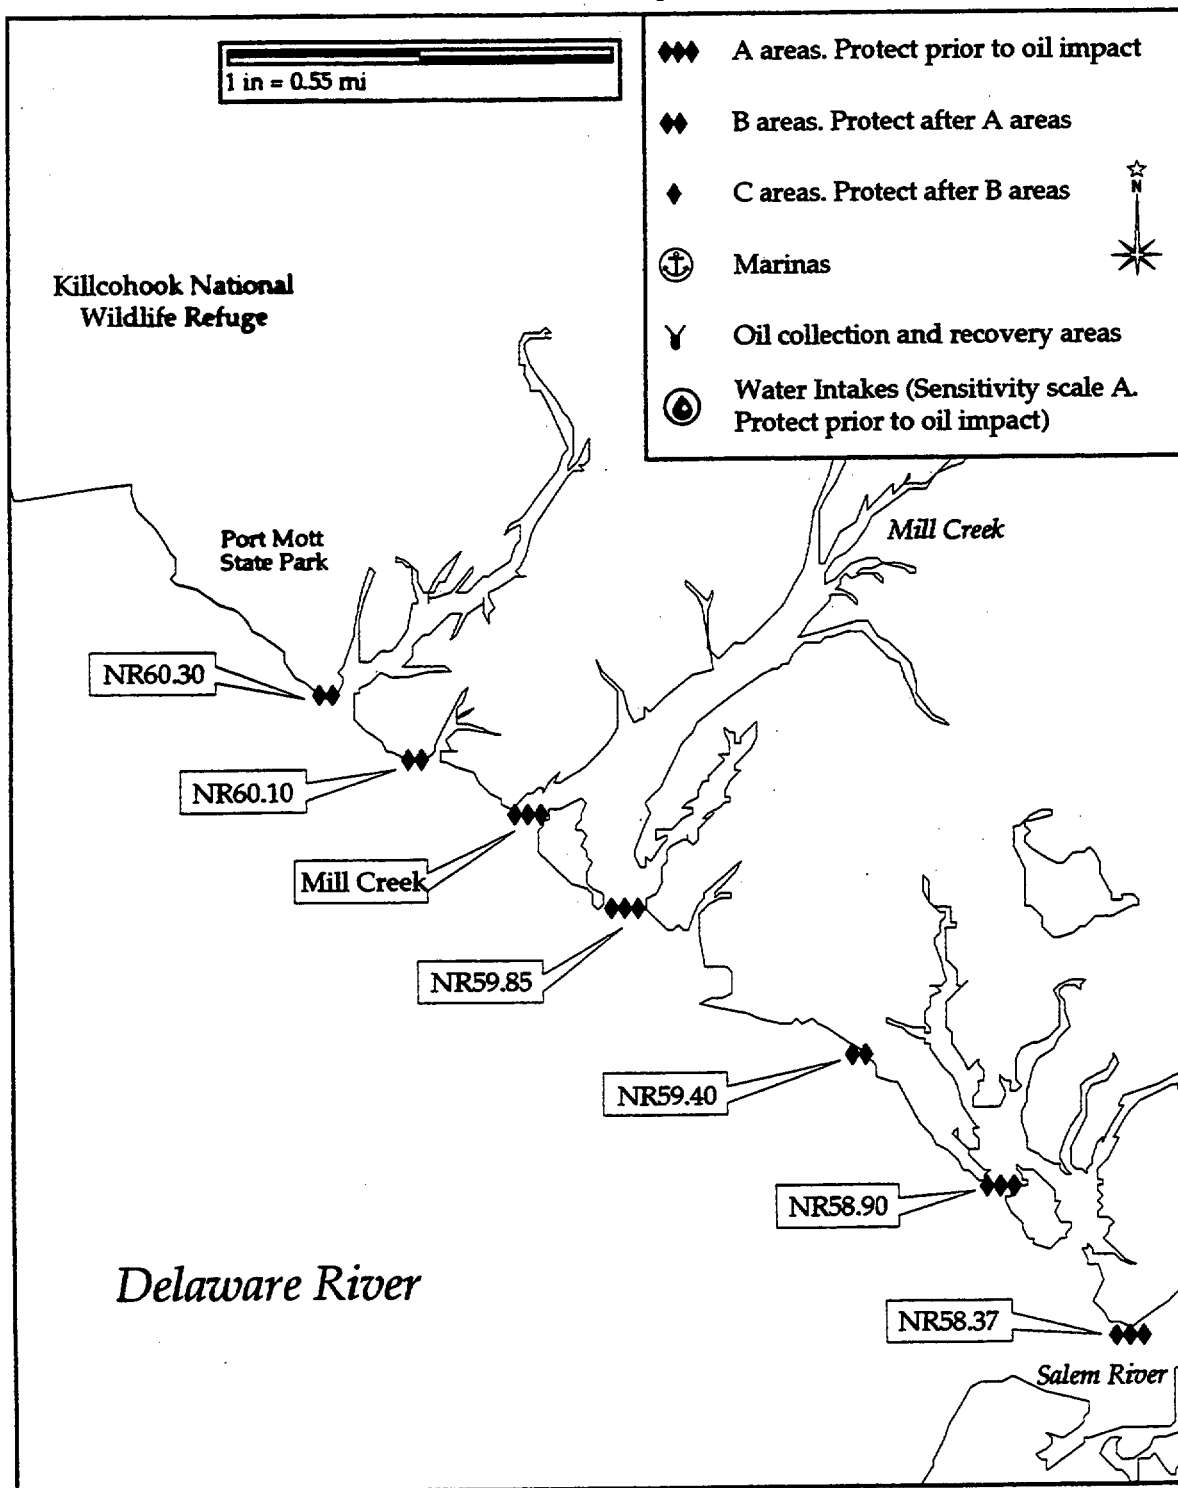 1 in = 0.55 mi
A areas. Protect prior to oil impact
B areas. Protect after A areas
C areas. Protect after B areas
N
Marinas
Oil collection and recovery areas
Water Intakes (Sensitivity scale A.
Protect prior to oil impact)
Killcohook National
Wildlife Refuge
Mill Creek
Port Mott
State Park
NR60.30
NR60.10
Mill Creek
NR59.85
NR59.40
NR58.90
Delaware River
NR58.37
Salem River